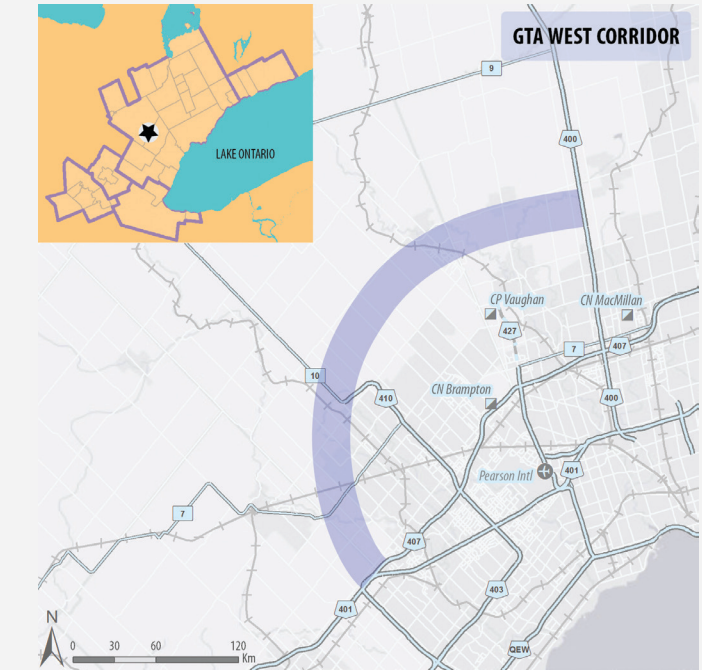 GTA WEST CORRIDOR
LAKE ONTARIO
9
400
CP Vaughan
CN MacMillan
427
7
407
10
410
CN Brampton
400
Pearson Intl
401
7
407
403
401
QEW
N
0 30 60 120
Km